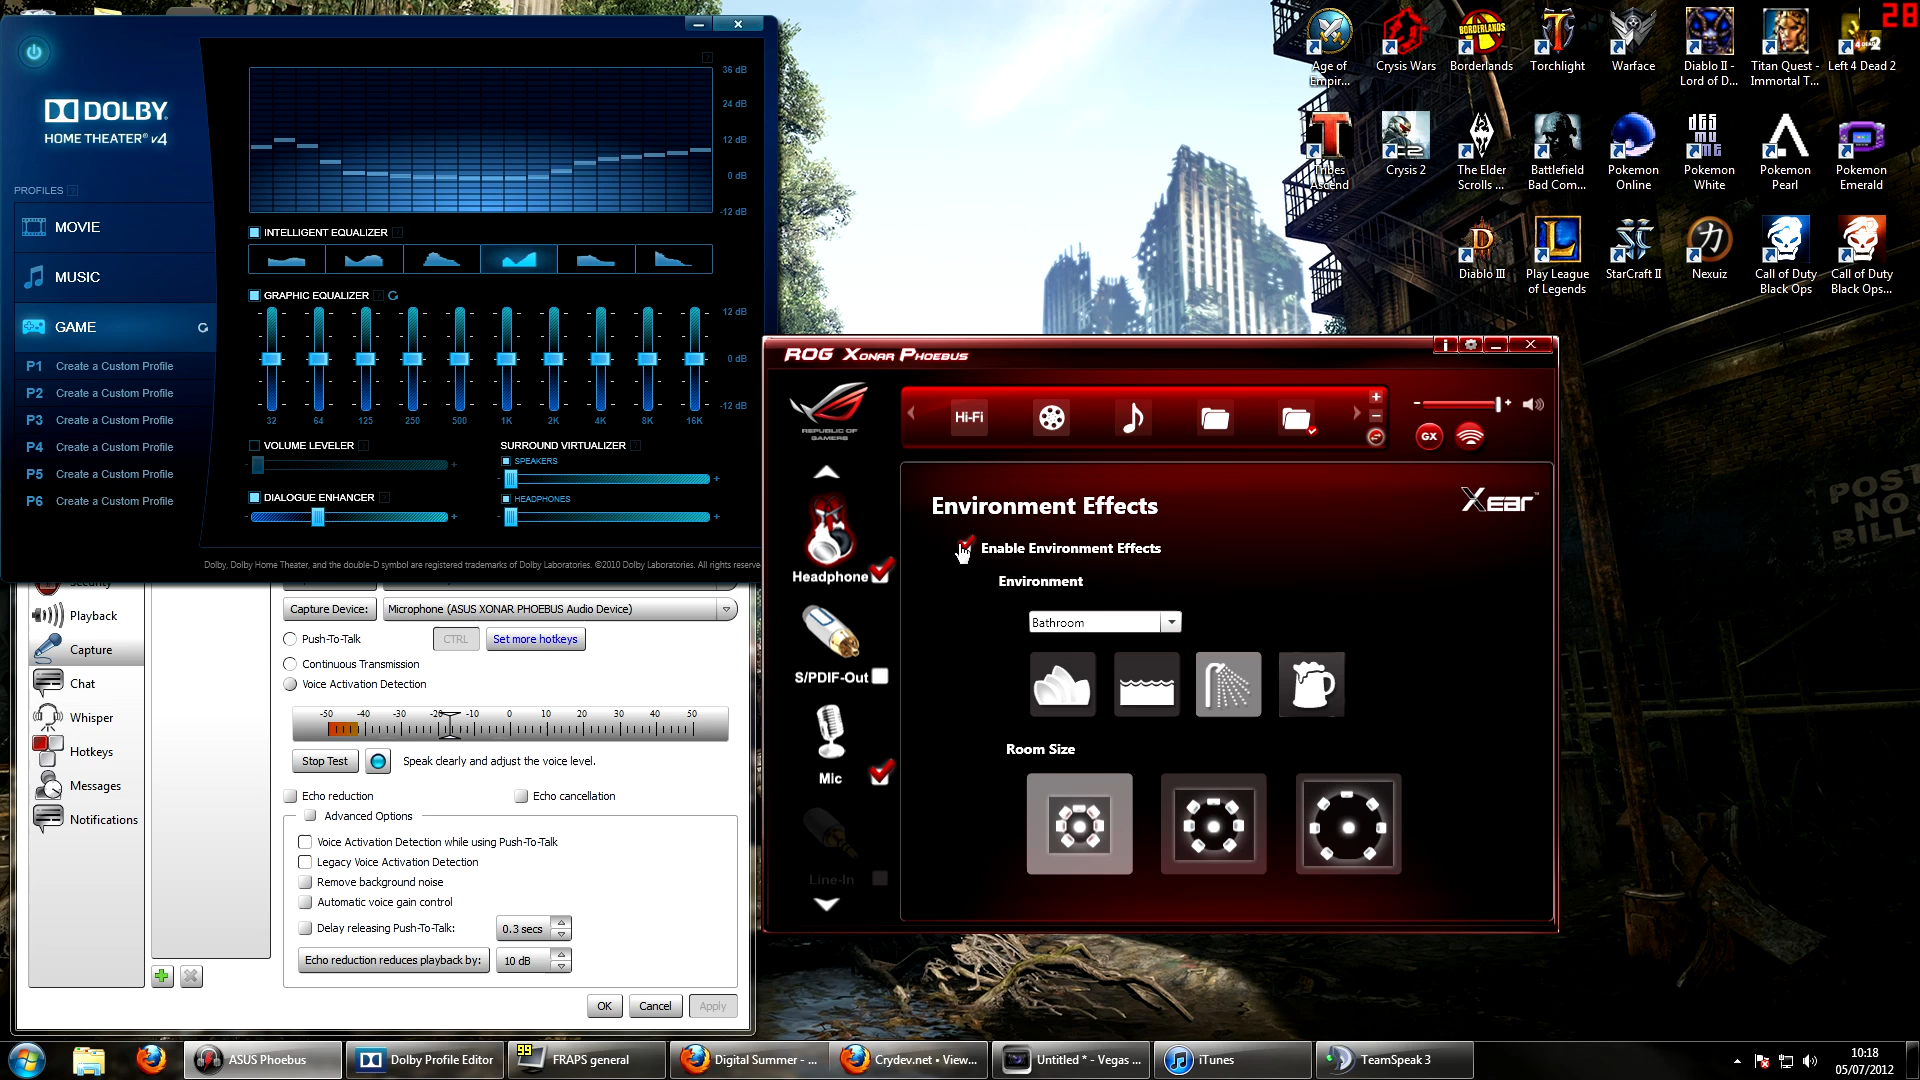 DOLBY
HOME THEATER® v4
PROFILES
MOVIE
MUSIC
GAME
P1 Create a Custom Profile
P2 Create a Custom Profile
P3 Create a Custom Profile
P4 Create a Custom Profile
P5 Create a Custom Profile
P6 Create a Custom Profile
36 dB
24 dB
12 dB
0 dB
-12 dB
INTELLIGENT EQUALIZER
GRAPHIC EQUALIZER
12 dB
0 dB
-12 dB
32 64 125 250 500 1K 2K 4K 8K 16K
VOLUME LEVELER
- +
DIALOGUE ENHANCER
- +
SURROUND VIRTUALIZER
SPEAKERS
- +
HEADPHONES
- +
Dolby, Dolby Home Theater, and the double-D symbol are registered trademarks of Dolby Laboratories. ©2010 Dolby Laboratories. All rights reserve
Playback
Capture
Chat
Whisper
Hotkeys
Messages
Notifications
Capture Device: Microphone (ASUS XONAR PHOEBUS Audio Device)
Push-To-Talk CTRL Set more hotkeys
Continuous Transmission
Voice Activation Detection
-50 -40 -30 -20 -10 0 10 20 30 40 50
Stop Test Speak clearly and adjust the voice level.
Echo reduction Echo cancellation
Advanced Options
Voice Activation Detection while using Push-To-Talk
Legacy Voice Activation Detection
Remove background noise
Automatic voice gain control
Delay releasing Push-To-Talk: 0.3 secs
Echo reduction reduces playback by: 10 dB
OK Cancel Apply
28
Age of Empir...
Crysis Wars
BORDERLANDS
Borderlands
Torchlight
Warface
Diablo II - Lord of D...
Titan Quest - Immortal T...
Left 4 Dead 2
Tribes Ascend
Crysis 2
The Elder Scrolls ...
Battlefield Bad Com...
Pokemon Online
Pokemon White
Pokemon Pearl
Pokemon Emerald
Diablo III
Play League of Legends
StarCraft II
Nexuiz
Call of Duty Black Ops
Call of Duty Black Ops...
POST
NO
BILL
ROG XONAR PHOEBUS
REPUBLIC OF
GAMERS
Hi-Fi
- +
GX
Headphone
S/PDIF-Out
Mic
Line-In
Environment Effects
Xear™
Enable Environment Effects
Environment
Bathroom
Room Size
ASUS Phoebus
Dolby Profile Editor
99
FRAPS general
Digital Summer - ...
Crydev.net • View...
Untitled * - Vegas ...
iTunes
TeamSpeak 3
10:18
05/07/2012